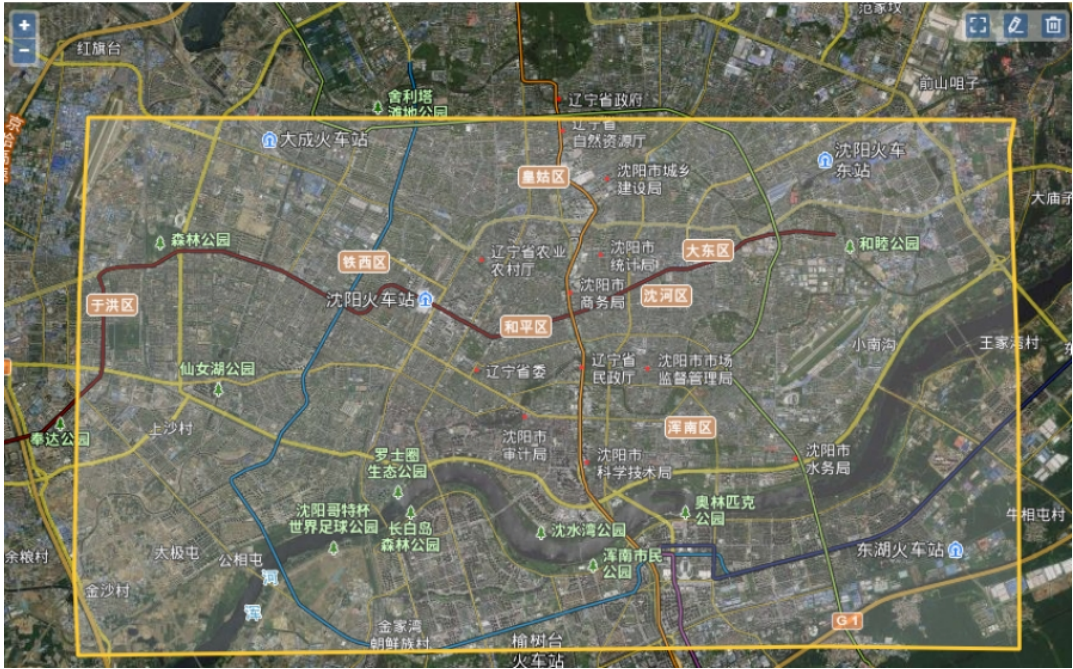 范家坟
红旗台
前山咀子
舍利塔
滩地公园
辽宁省政府
大成火车站
辽宁省
自然资源厅
沈阳火车
东站
皇姑区
沈阳市城乡
建设局
大庙子
森林公园
辽宁省农业
农村厅
沈阳市
统计局
大东区
和睦公园
铁西区
沈阳火车站
沈阳市
商务局
沈河区
于洪区
和平区
小南沟
王家湾村
仙女湖公园
辽宁省委
辽宁省
民政厅
沈阳市市场
监督管理局
奉达公园
上沙村
沈阳市
审计局
浑南区
罗士圈
生态公园
沈阳市
科学技术局
沈阳市
水务局
沈阳哥特杯
世界足球公园
长白岛
森林公园
沈水湾公园
奥林匹克
公园
牛相屯村
余粮村
太极屯
公相屯
浑南市民
公园
东湖火车站
金沙村
河
浑
金家湾
朝鲜族村
榆树台
火车站
G1